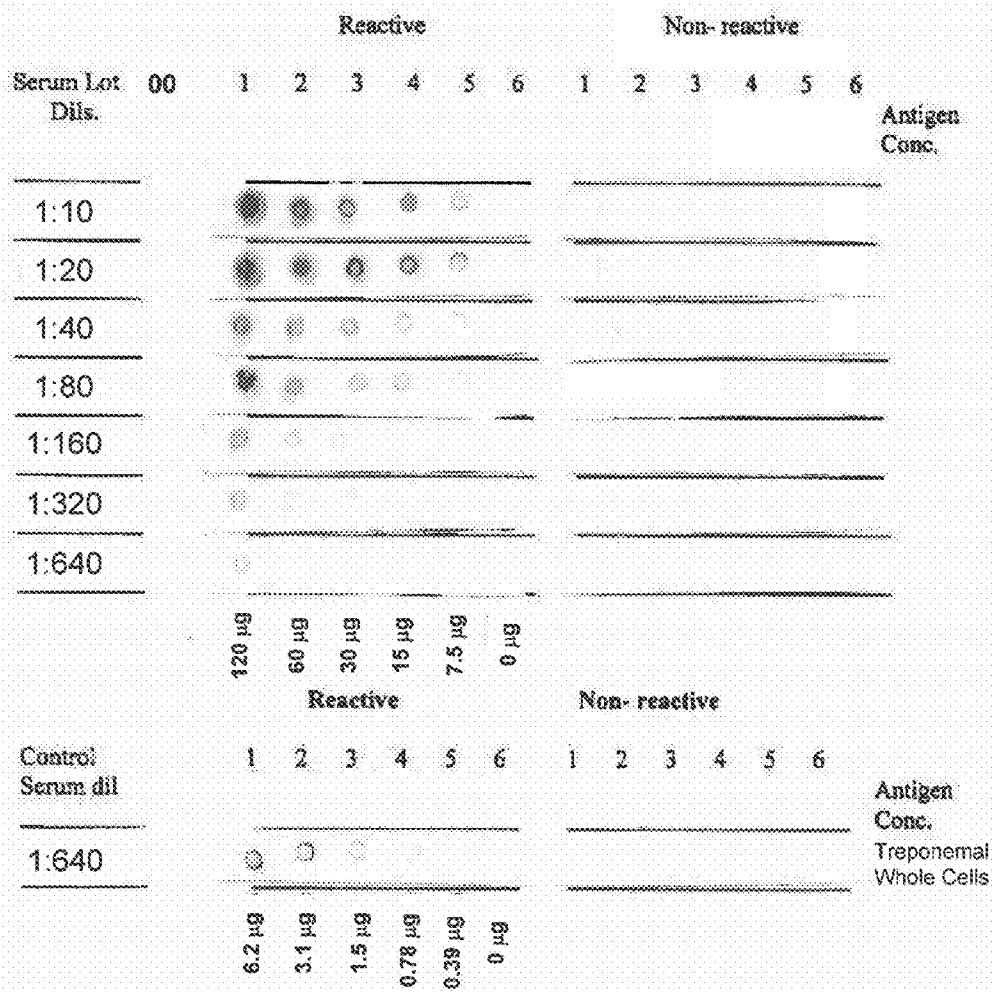 Reactive Non- reactive
Serum Lot 00 1 2 3 4 5 6 1 2 3 4 5 6
Dils.
Antigen
Conc.
1:10
1:20
1:40
1:80
1:160
1:320
1:640
120 µg 60 µg 30 µg 15 µg 7.5 µg 0 µg
Reactive Non- reactive
Control 1 2 3 4 5 6 1 2 3 4 5 6
Serum dil
Antigen
Conc.
1:640 Treponemal
Whole Cells
6.2 µg 3.1 µg 1.5 µg 0.78 µg 0.39 µg 0 µg